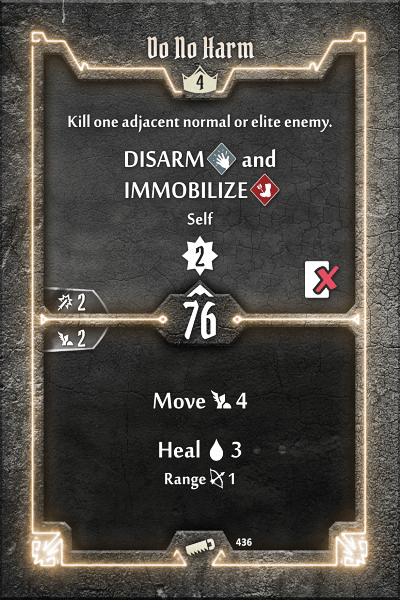 Do No Harm
4
Kill one adjacent normal or elite enemy.
DISARM and
IMMOBILIZE
Self
2
2
76
2
Move 4
Heal 3
Range 1
436